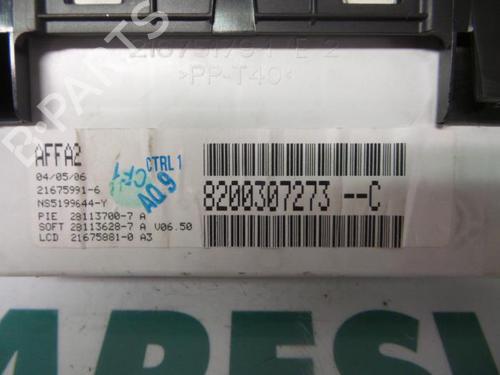 B-PARTS
>PP-T40<
AFFA2
04/05/06
21675991-6
NS5199644-Y
PIE 28113700-7 A
SOFT 28113628-7 A V06.50
LCD 21675881-0 A3
CTRL 1
AQ9
8200307273 --C